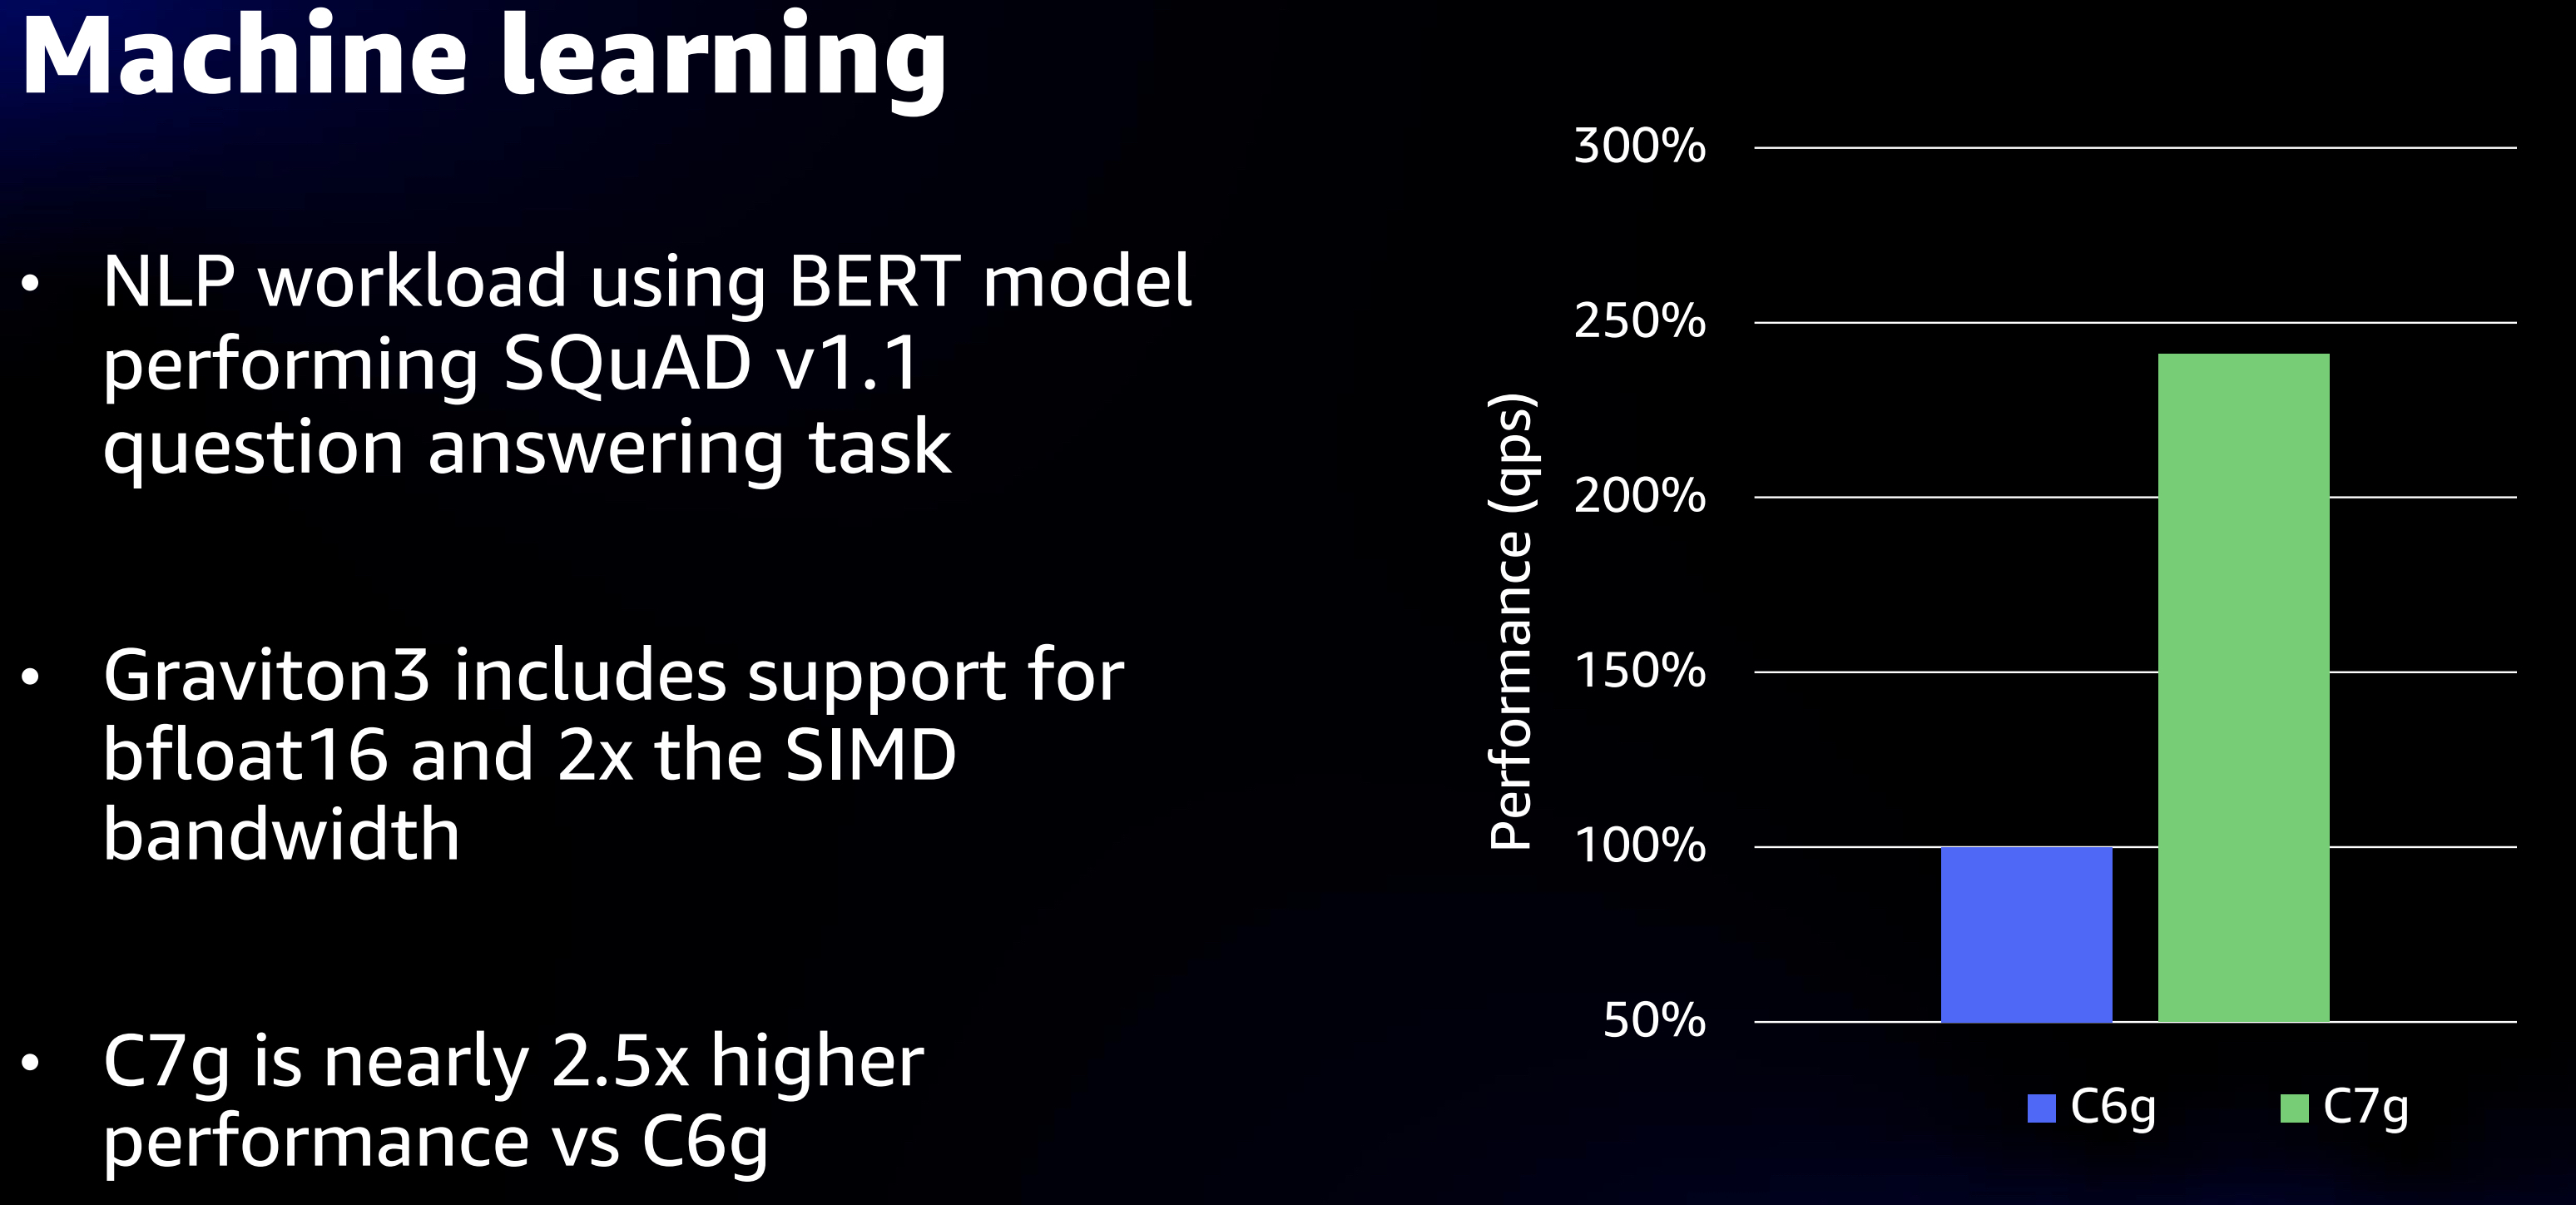 Machine learning
• NLP workload using BERT model
performing SQuAD v1.1
question answering task
• Graviton3 includes support for
bfloat16 and 2x the SIMD
bandwidth
• C7g is nearly 2.5x higher
performance vs C6g
Performance (qps)
300%
250%
200%
150%
100%
50%
C6g
C7g